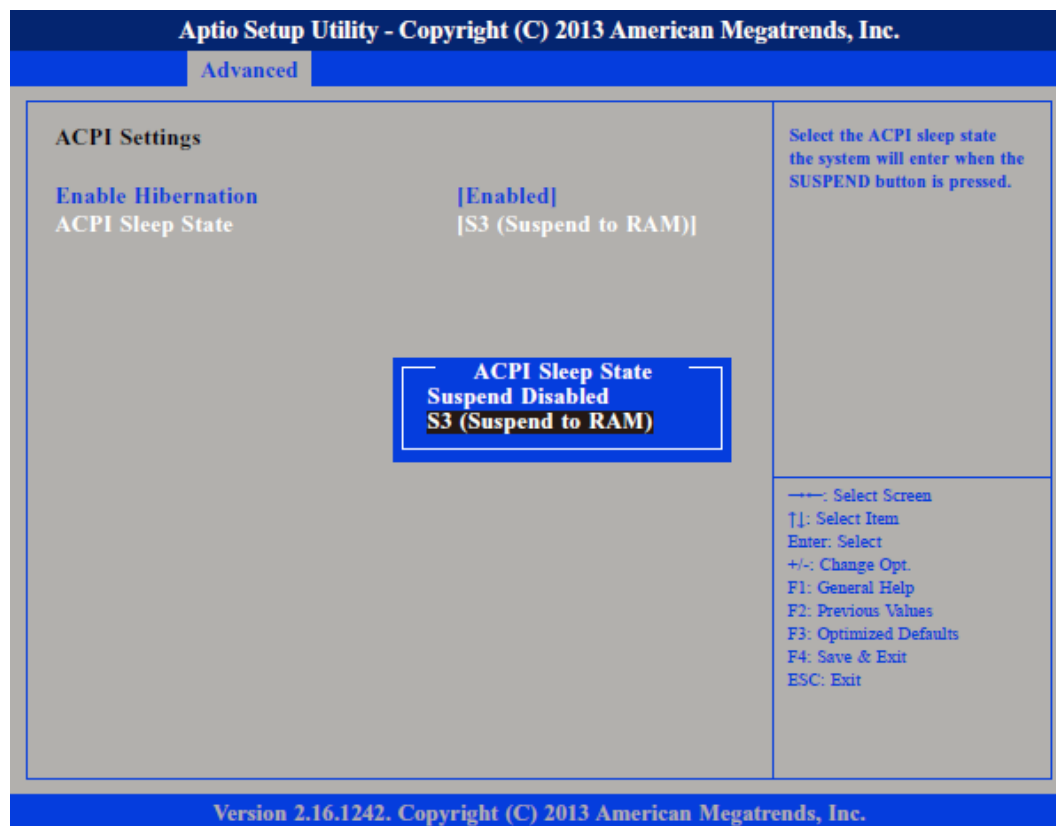 Aptio Setup Utility - Copyright (C) 2013 American Megatrends, Inc.
Advanced
ACPI Settings
Enable Hibernation [Enabled]
ACPI Sleep State [S3 (Suspend to RAM)]
ACPI Sleep State
Suspend Disabled
S3 (Suspend to RAM)
Select the ACPI sleep state
the system will enter when the
SUSPEND button is pressed.
→←: Select Screen
↑↓: Select Item
Enter: Select
+/-: Change Opt.
F1: General Help
F2: Previous Values
F3: Optimized Defaults
F4: Save & Exit
ESC: Exit
Version 2.16.1242. Copyright (C) 2013 American Megatrends, Inc.